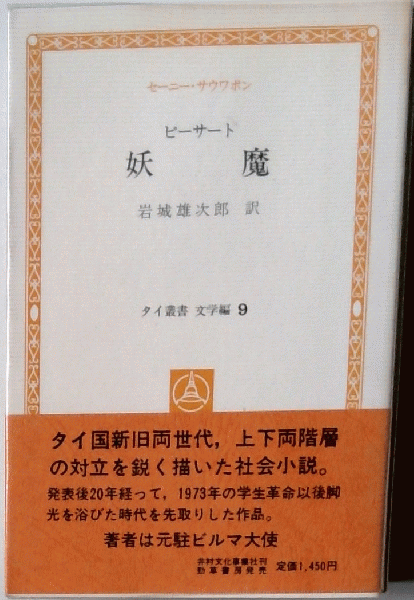 セーニー・サウワポン
ピーサート
妖魔
岩城雄次郎 訳
タイ叢書 文学編 9
タイ国新旧両世代，上下両階層
の対立を鋭く描いた社会小説。
発表後20年経って，1973年の学生革命以後脚
光を浴びた時代を先取りした作品。
著者は元駐ビルマ大使
井村文化事業社刊
勁草書房発売
定価1,450円